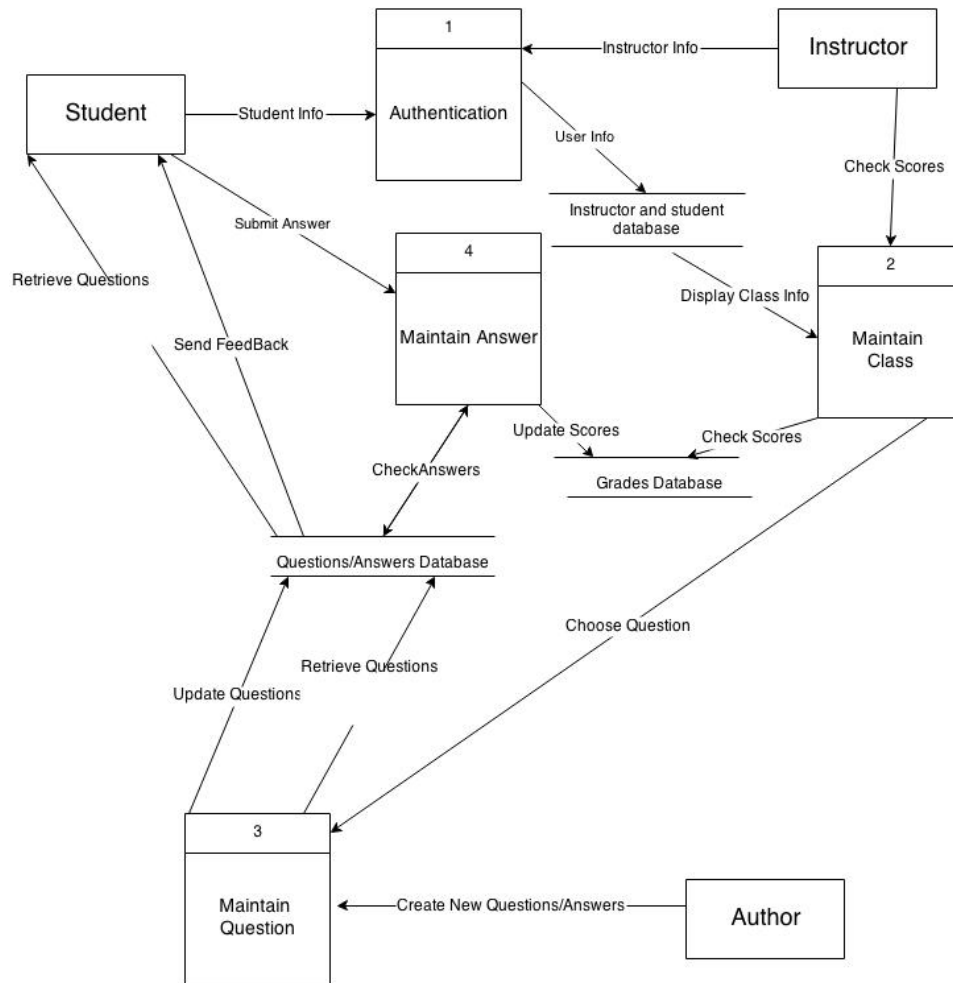 1
Instructor Info
Instructor
Student
Student Info
Authentication
User Info
Check Scores
Instructor and student
database
Submit Answer
4
2
Retrieve Questions
Display Class Info
Send FeedBack
Maintain Answer
Maintain
Class
Update Scores
Check Scores
CheckAnswers
Grades Database
Questions/Answers Database
Choose Question
Retrieve Questions
Update Questions
3
Maintain
Question
Create New Questions/Answers
Author